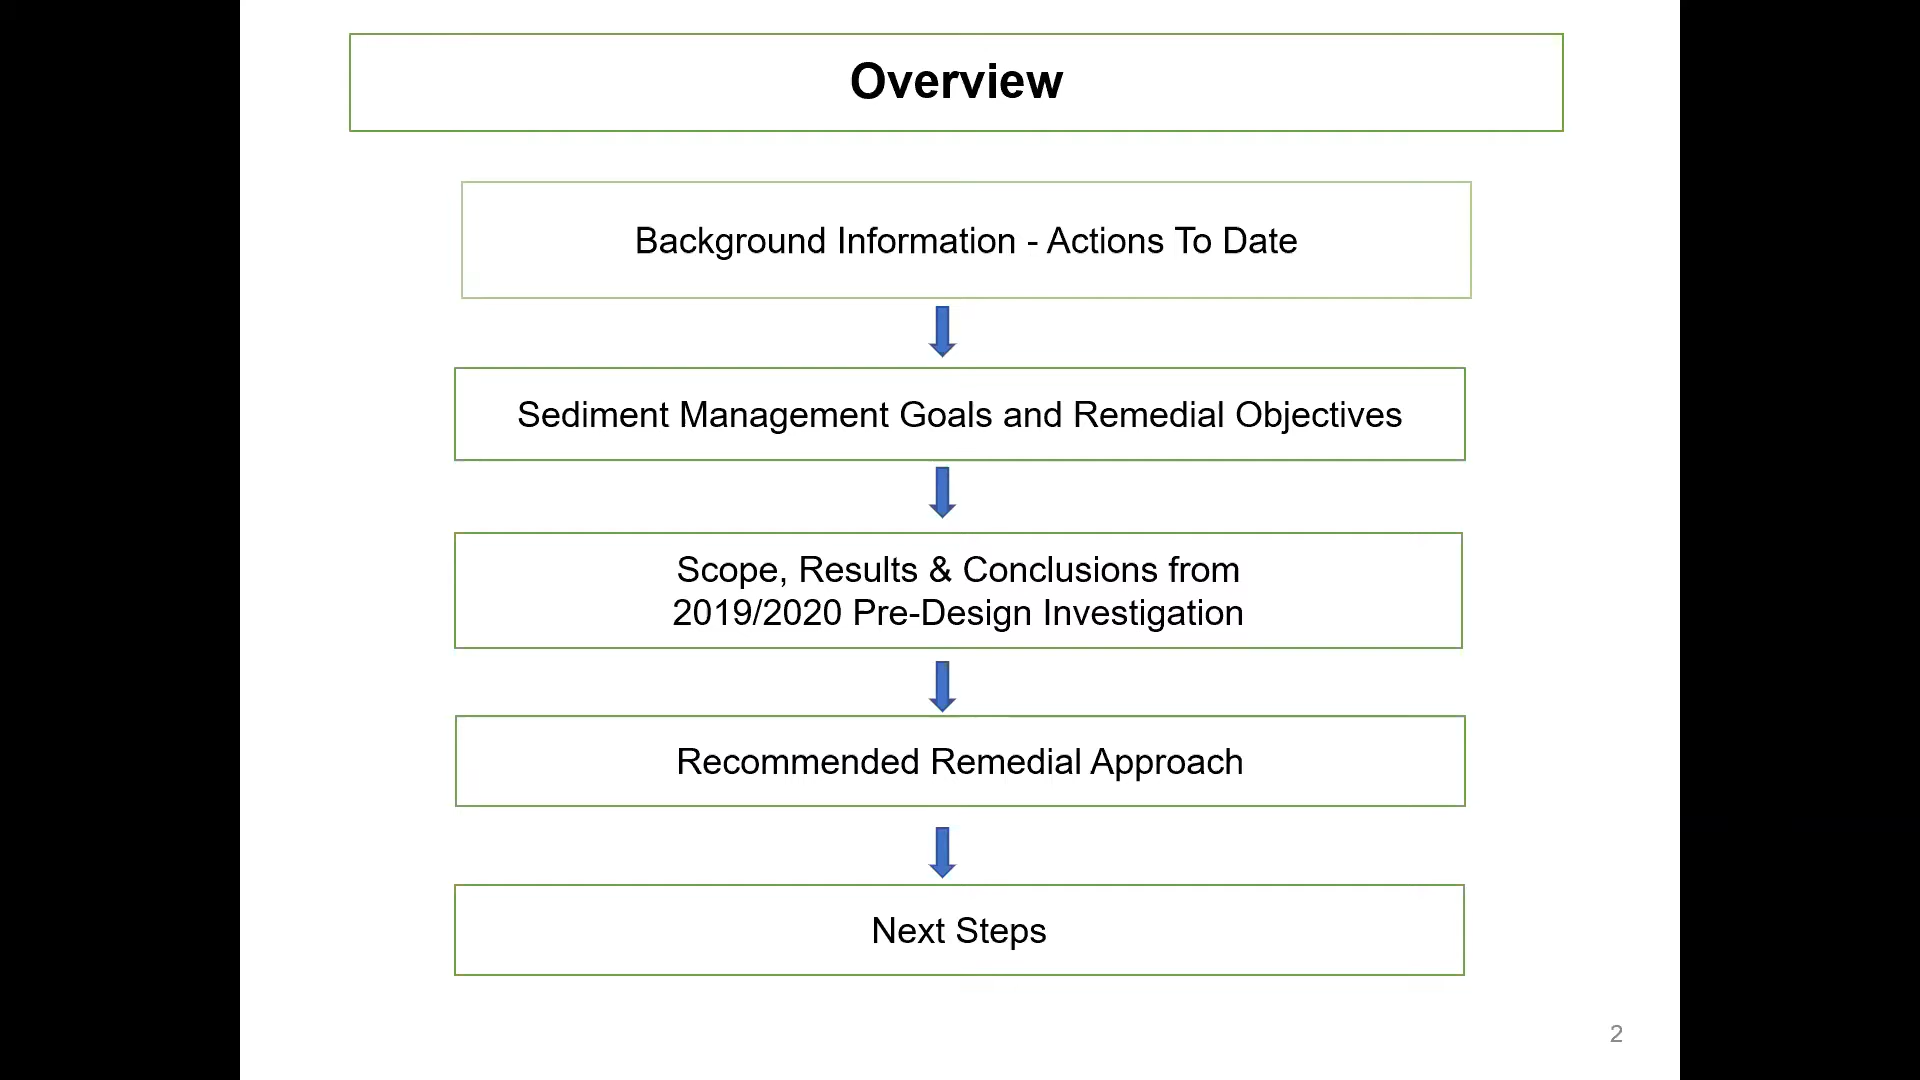 Overview
Background Information - Actions To Date
Sediment Management Goals and Remedial Objectives
Scope, Results & Conclusions from
2019/2020 Pre-Design Investigation
Recommended Remedial Approach
Next Steps
2